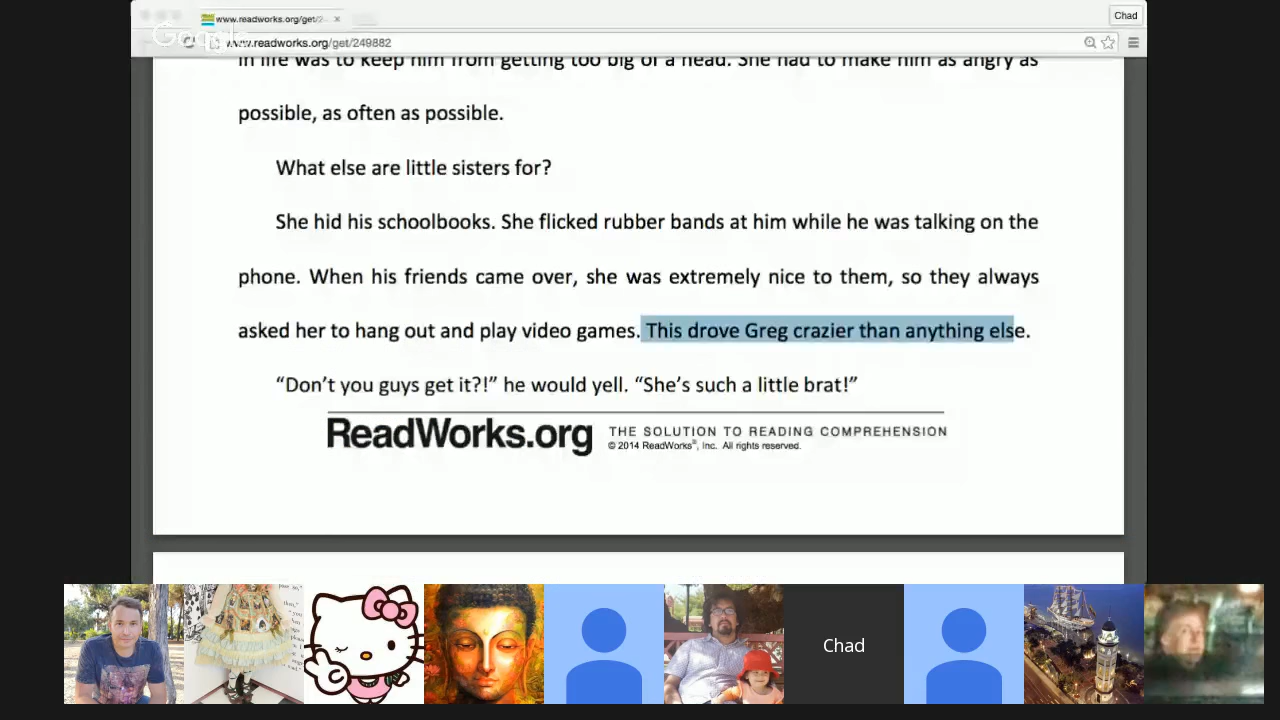 www.readworks.org/get/2
Chad
Google
www.readworks.org/get/249882
in life was to keep him from getting too big of a head. She had to make him as angry as
possible, as often as possible.
What else are little sisters for?
She hid his schoolbooks. She flicked rubber bands at him while he was talking on the
phone. When his friends came over, she was extremely nice to them, so they always
asked her to hang out and play video games. This drove Greg crazier than anything else.
“Don’t you guys get it?!” he would yell. “She’s such a little brat!”
ReadWorks.org
THE SOLUTION TO READING COMPREHENSION
© 2014 ReadWorks®, Inc. All rights reserved.
Chad